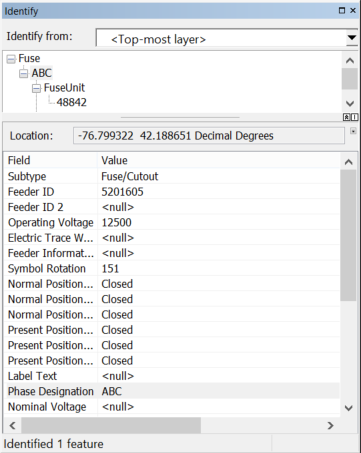 Identify
Identify from: <Top-most layer>
Fuse
ABC
FuseUnit
48842
Location: -76.799322 42.188651 Decimal Degrees
Field Value
Subtype Fuse/Cutout
Feeder ID 5201605
Feeder ID 2 <null>
Operating Voltage 12500
Electric Trace W... <null>
Feeder Informat... <null>
Symbol Rotation 151
Normal Position... Closed
Normal Position... Closed
Normal Position... Closed
Present Position... Closed
Present Position... Closed
Present Position... Closed
Label Text <null>
Phase Designation ABC
Nominal Voltage <null>
Identified 1 feature